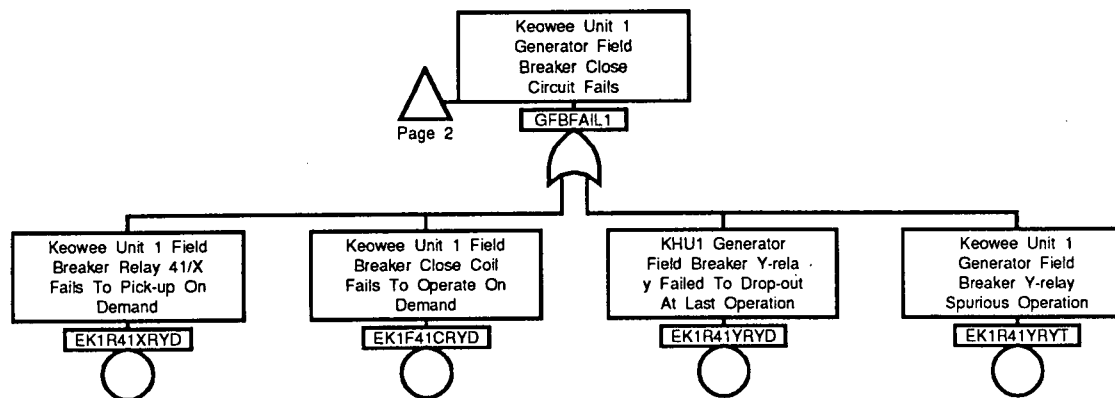 Keowee Unit 1
Generator Field
Breaker Close
Circuit Fails
Page 2
GFBFAIL1
Keowee Unit 1 Field
Breaker Relay 41/X
Fails To Pick-up On
Demand
EK1R41XRYD
Keowee Unit 1 Field
Breaker Close Coil
Fails To Operate On
Demand
EK1F41CRYD
KHU1 Generator
Field Breaker Y-rela
y Failed To Drop-out
At Last Operation
EK1R41YRYD
Keowee Unit 1
Generator Field
Breaker Y-relay
Spurious Operation
EK1R41YRYT